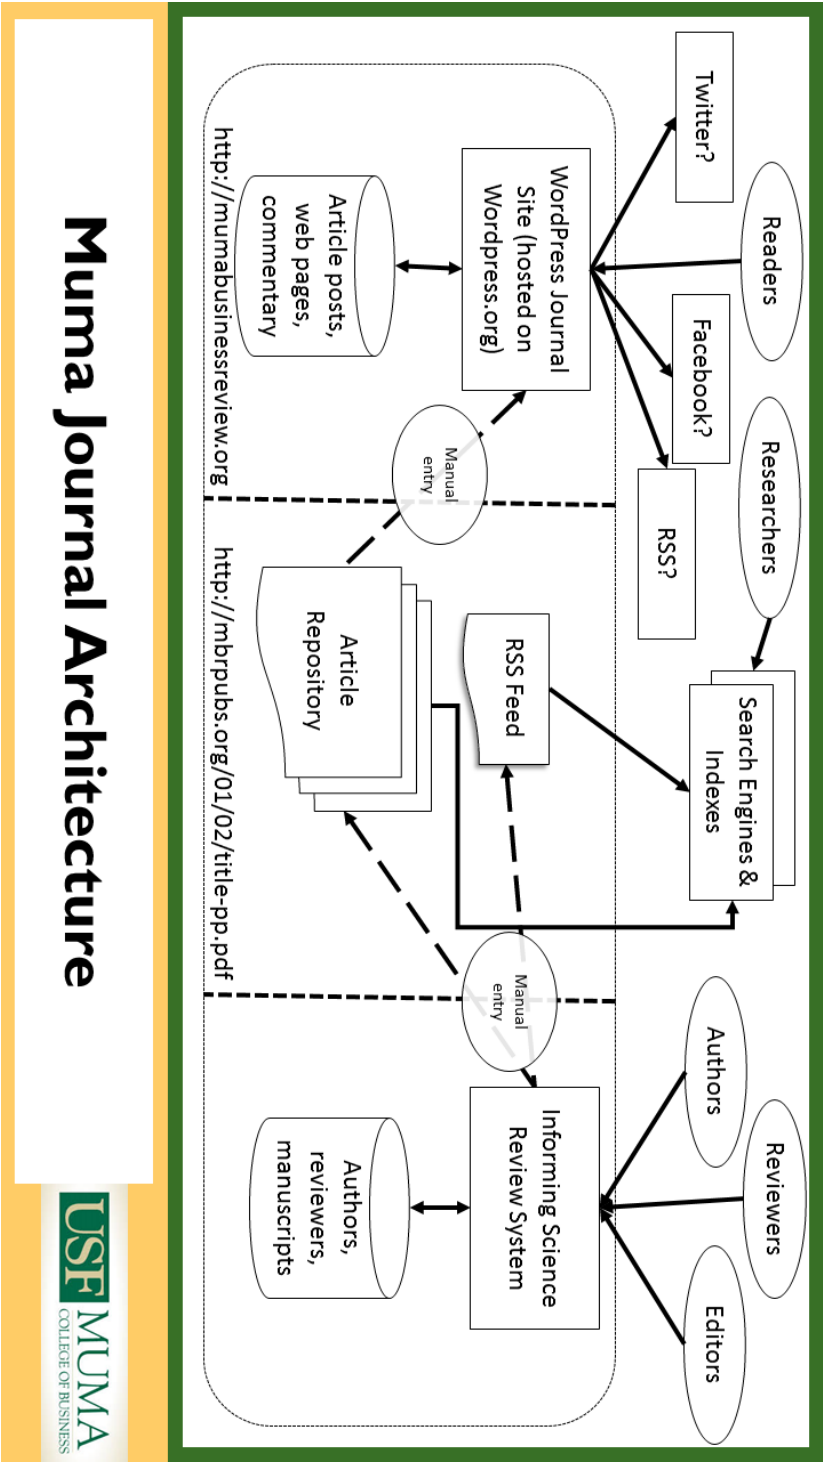 Muma Journal Architecture
USF
MUMA
COLLEGE OF BUSINESS
Twitter?
Readers
Facebook?
RSS?
Researchers
Search Engines &
Indexes
Authors
Reviewers
Editors
WordPress Journal
Site (hosted on
Wordpress.org)
Manual
entry
RSS Feed
Manual
entry
Informing Science
Review System
Article posts,
web pages,
commentary
Article
Repository
Authors,
reviewers,
manuscripts
http://mumabusinessreview.org
http://mbrpubs.org/01/02/title-pp.pdf